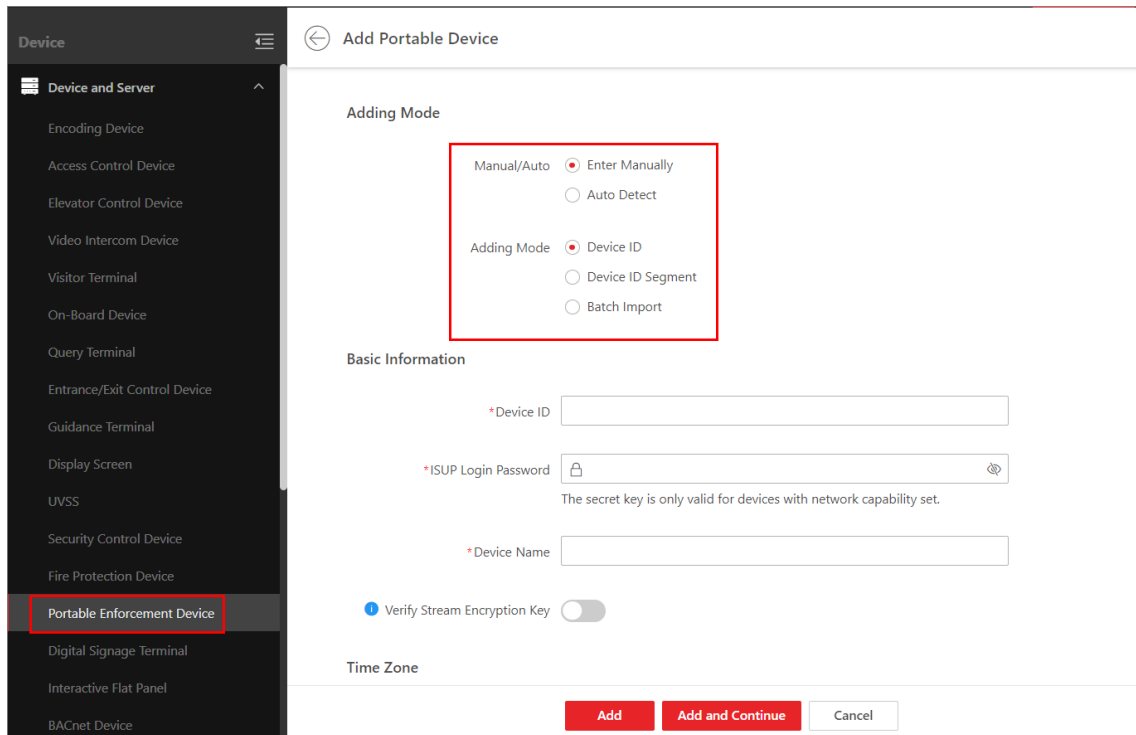 Device
Device and Server
Encoding Device
Access Control Device
Elevator Control Device
Video Intercom Device
Visitor Terminal
On-Board Device
Query Terminal
Entrance/Exit Control Device
Guidance Terminal
Display Screen
UVSS
Security Control Device
Fire Protection Device
Portable Enforcement Device
Digital Signage Terminal
Interactive Flat Panel
BACnet Device
Add Portable Device
Adding Mode
Manual/Auto Enter Manually
Auto Detect
Adding Mode Device ID
Device ID Segment
Batch Import
Basic Information
*Device ID
*ISUP Login Password
The secret key is only valid for devices with network capability set.
*Device Name
Verify Stream Encryption Key
Time Zone
Add Add and Continue Cancel